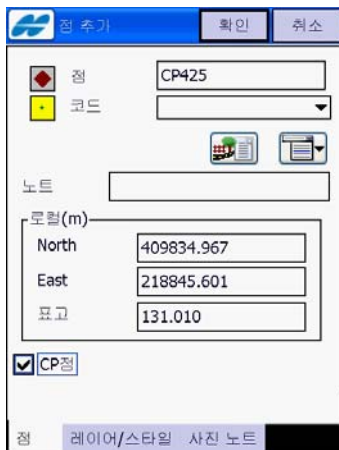 점 추가 확인 취소
점 CP425
코드
노트
로컬(m)
North 409834.967
East 218845.601
표고 131.010
CP점
점 레이어/스타일 사진 노트